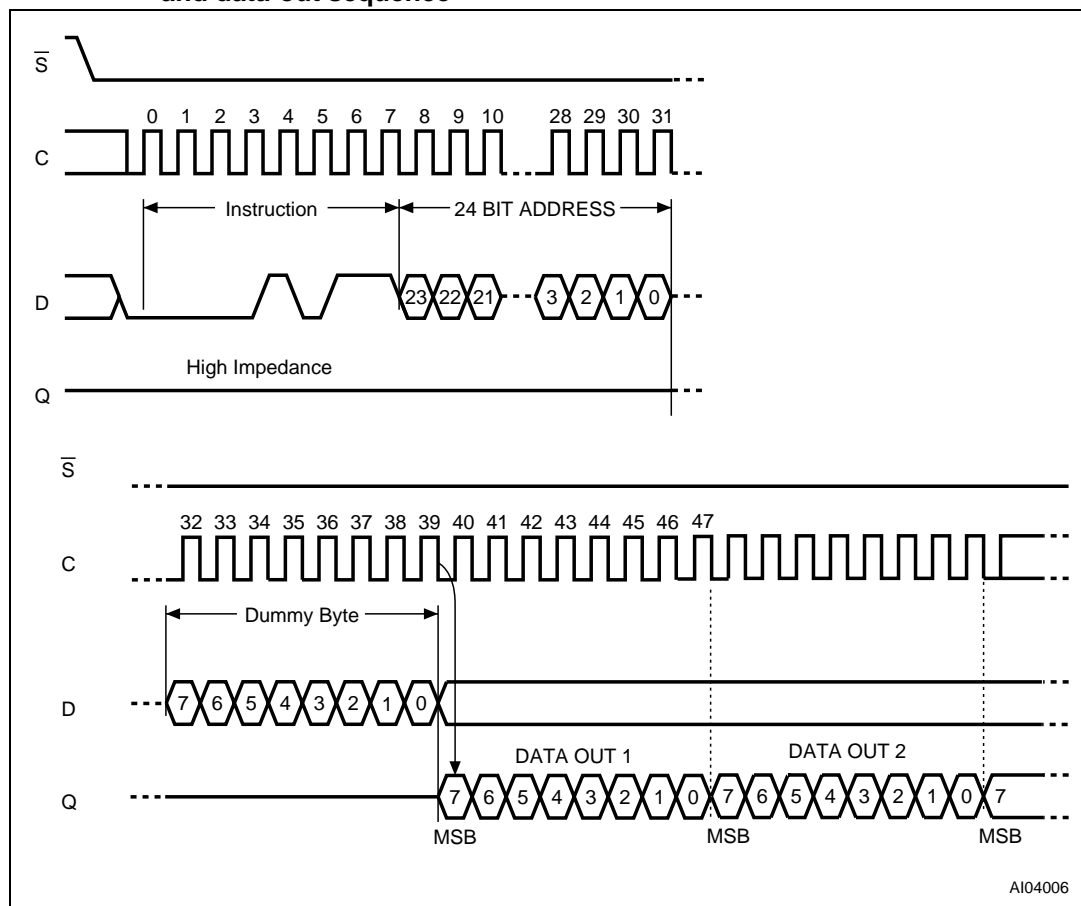 and data-out sequence
S
0 1 2 3 4 5 6 7 8 9 10 28 29 30 31
C
Instruction 24 BIT ADDRESS
D 23 22 21 3 2 1 0
High Impedance
Q
S
32 33 34 35 36 37 38 39 40 41 42 43 44 45 46 47
C
Dummy Byte
D 7 6 5 4 3 2 1 0
DATA OUT 1 DATA OUT 2
Q 7 6 5 4 3 2 1 0 7 6 5 4 3 2 1 0 7
MSB MSB MSB
AI04006